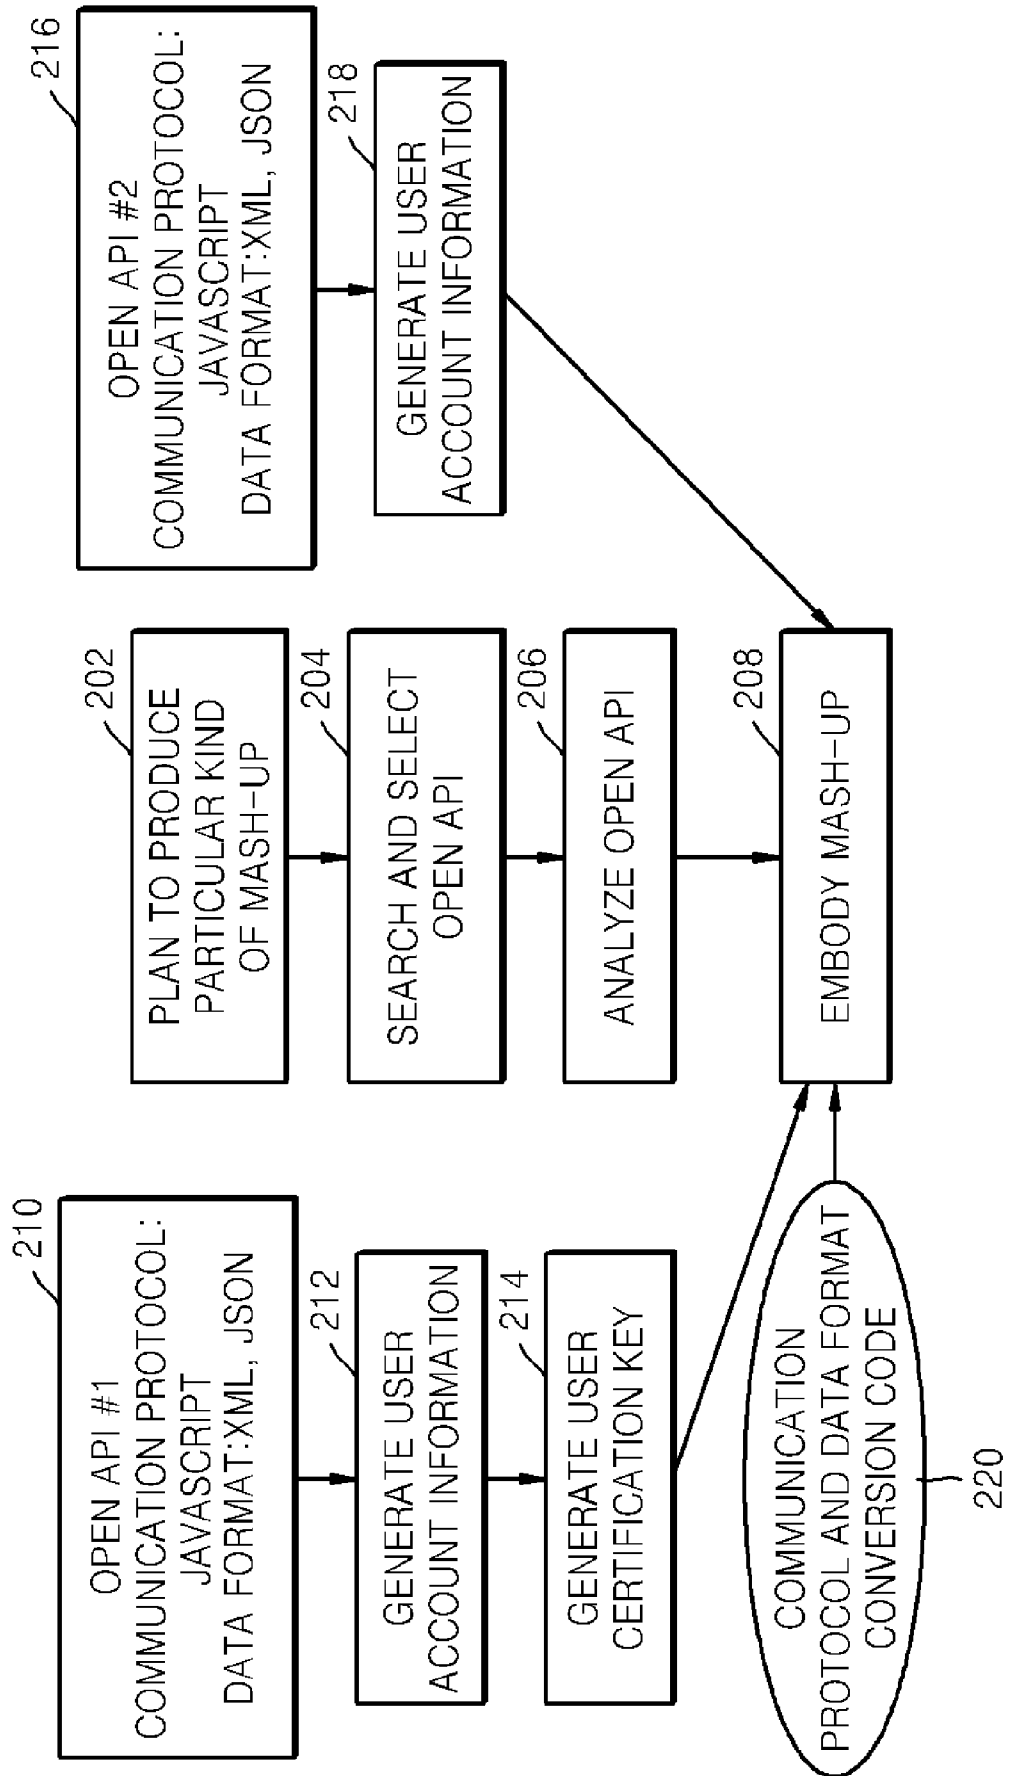 210
OPEN API #1
COMMUNICATION PROTOCOL:
JAVASCRIPT
DATA FORMAT:XML, JSON
212
GENERATE USER
ACCOUNT INFORMATION
214
GENERATE USER
CERTIFICATION KEY
COMMUNICATION
PROTOCOL AND DATA FORMAT
CONVERSION CODE
220
202
PLAN TO PRODUCE
PARTICULAR KIND
OF MASH-UP
204
SEARCH AND SELECT
OPEN API
206
ANALYZE OPEN API
208
EMBODY MASH-UP
216
OPEN API #2
COMMUNICATION PROTOCOL:
JAVASCRIPT
DATA FORMAT:XML, JSON
218
GENERATE USER
ACCOUNT INFORMATION